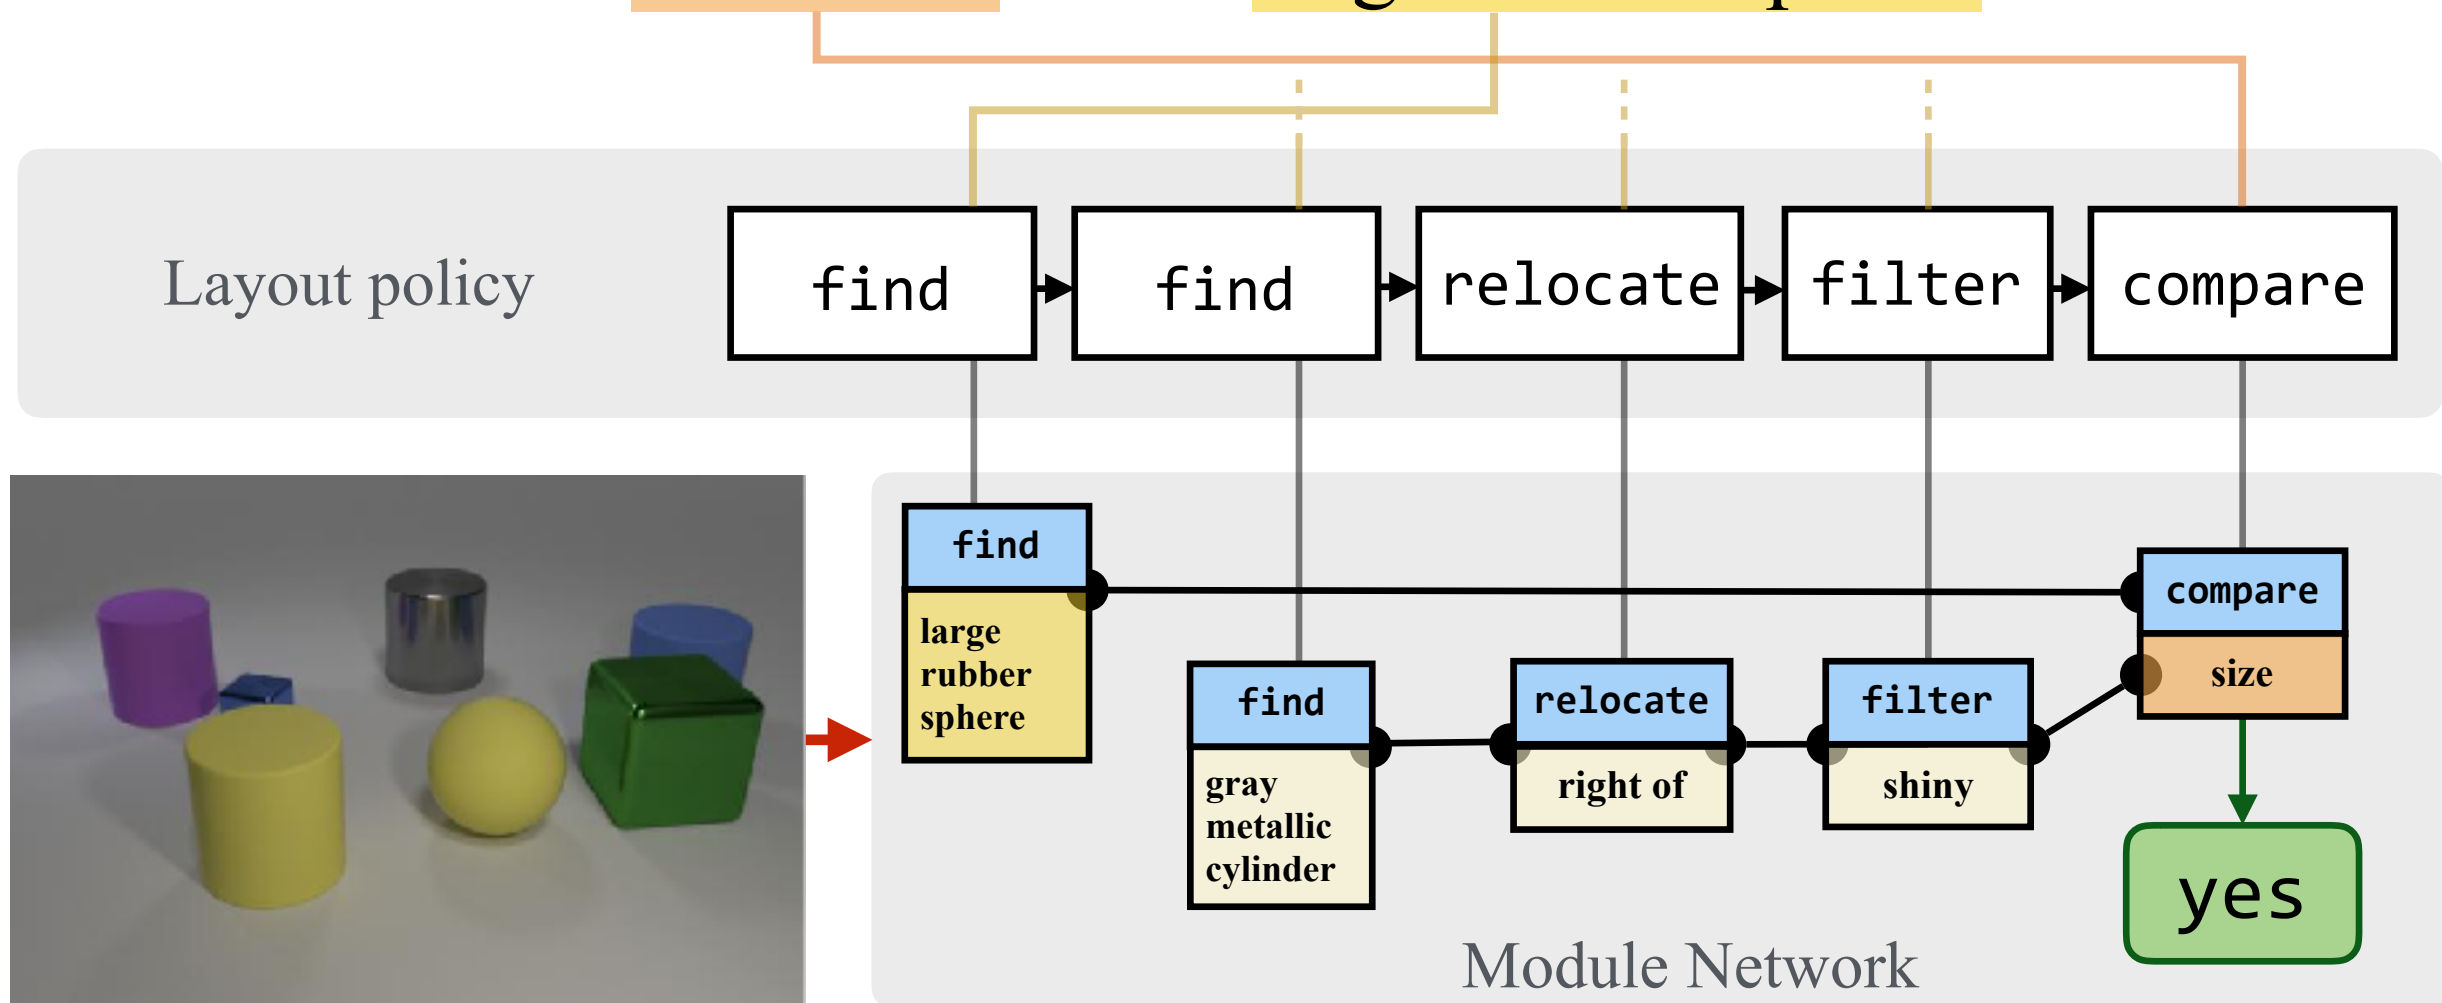 Layout policy
find
find
relocate
filter
compare
find
large
rubber
sphere
find
gray
metallic
cylinder
relocate
right of
filter
shiny
compare
size
yes
Module Network